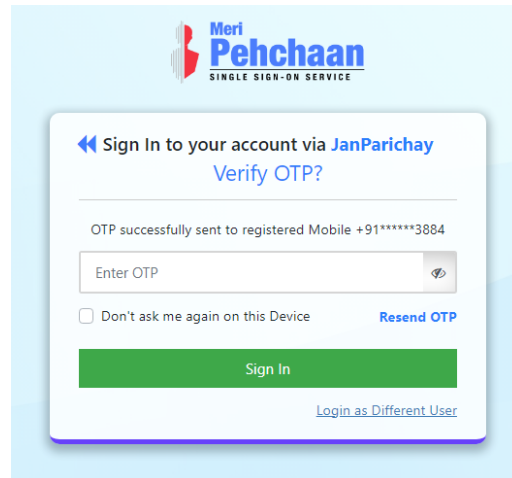 Meri
Pehchaan
SINGLE SIGN-ON SERVICE
Sign In to your account via JanParichay
Verify OTP?
OTP successfully sent to registered Mobile +91******3884
Enter OTP
Don't ask me again on this Device
Resend OTP
Sign In
Login as Different User